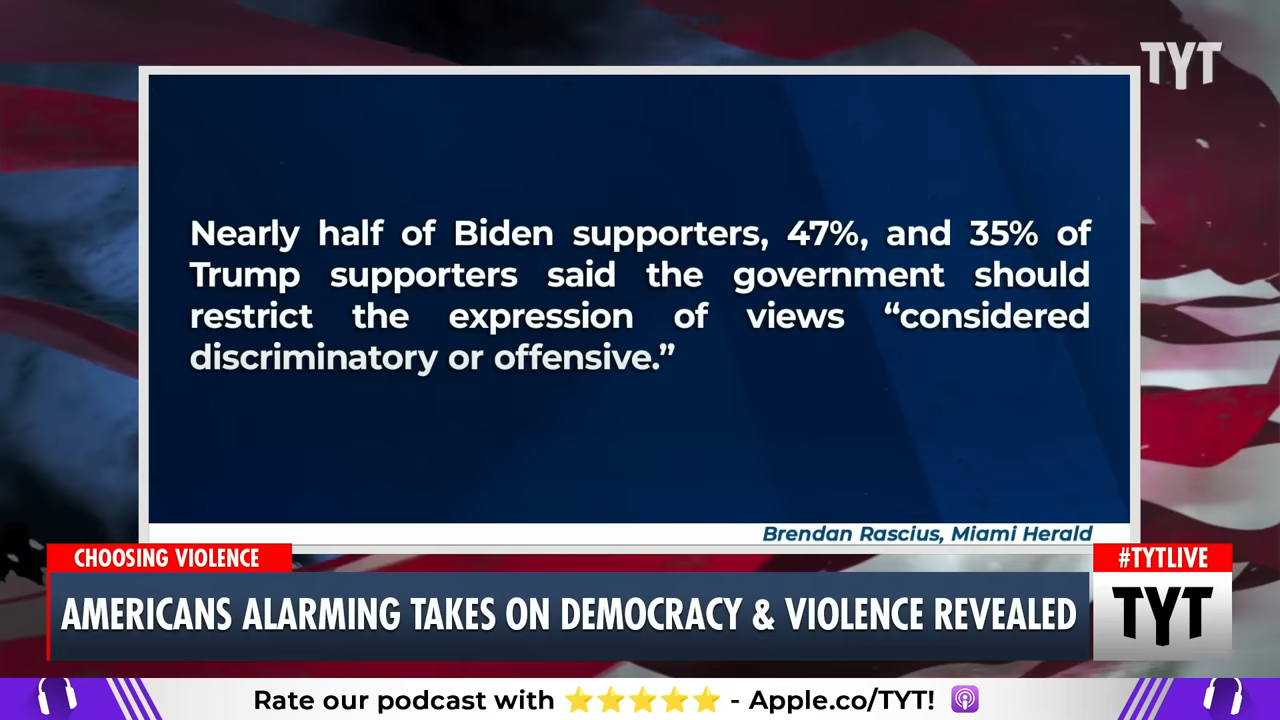 TYT
Nearly half of Biden supporters, 47%, and 35% of
Trump supporters said the government should
restrict the expression of views “considered
discriminatory or offensive.”
Brendan Rascius, Miami Herald
CHOOSING VIOLENCE
#TYTLIVE
AMERICANS ALARMING TAKES ON DEMOCRACY & VIOLENCE REVEALED
TYT
Rate our podcast with ⭐⭐⭐⭐⭐ - Apple.co/TYT!